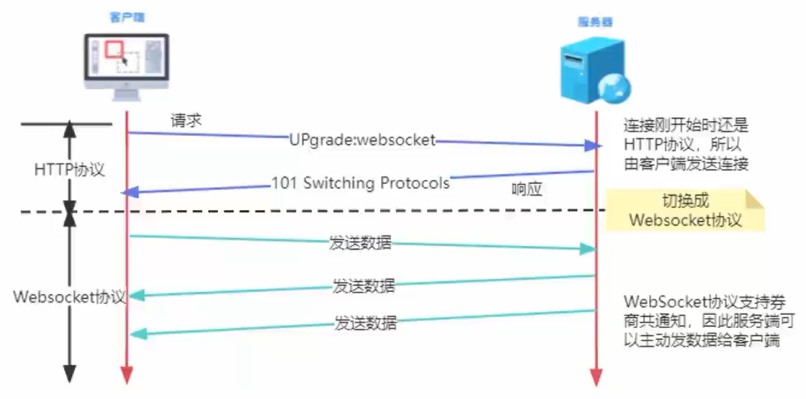 客户端
服务器
请求
UPgrade:websocket
连接刚开始时还是
HTTP协议，所以
由客户端发送连接
HTTP协议
101 Switching Protocols
响应
切换成
Websocket协议
发送数据
发送数据
Websocket协议
发送数据
WebSocket协议支持券
商共通知，因此服务端可
以主动发数据给客户端